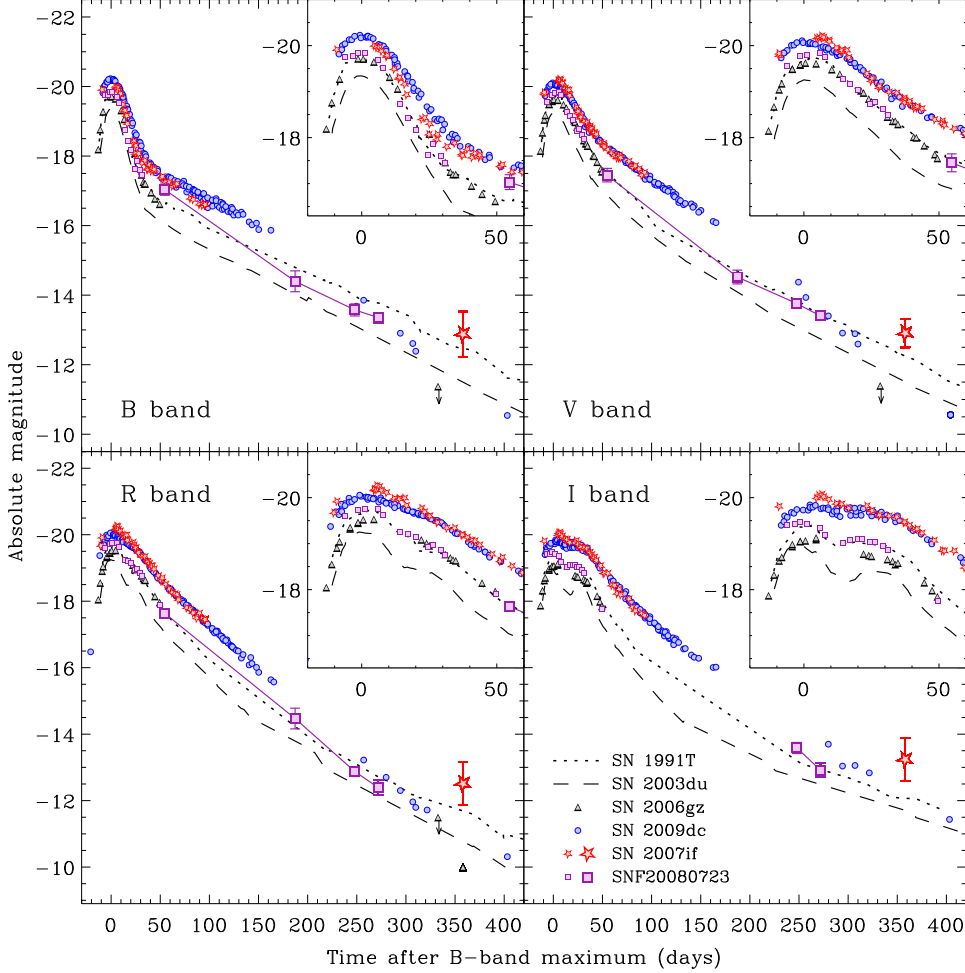 −22
−20
−18
−16
−14
−12
−10
−20
−18
0
50
B band
−20
−18
0
50
V band
−22
−20
−18
−16
−14
−12
−10
R band
−20
−18
0
50
I band
−20
−18
0
50
SN 1991T
SN 2003du
SN 2006gz
SN 2009dc
SN 2007if
SNF20080723
0 50 100 150 200 250 300 350 400
0 50 100 150 200 250 300 350 400
Absolute magnitude
Absolute magnitude
Time after B−band maximum (days)